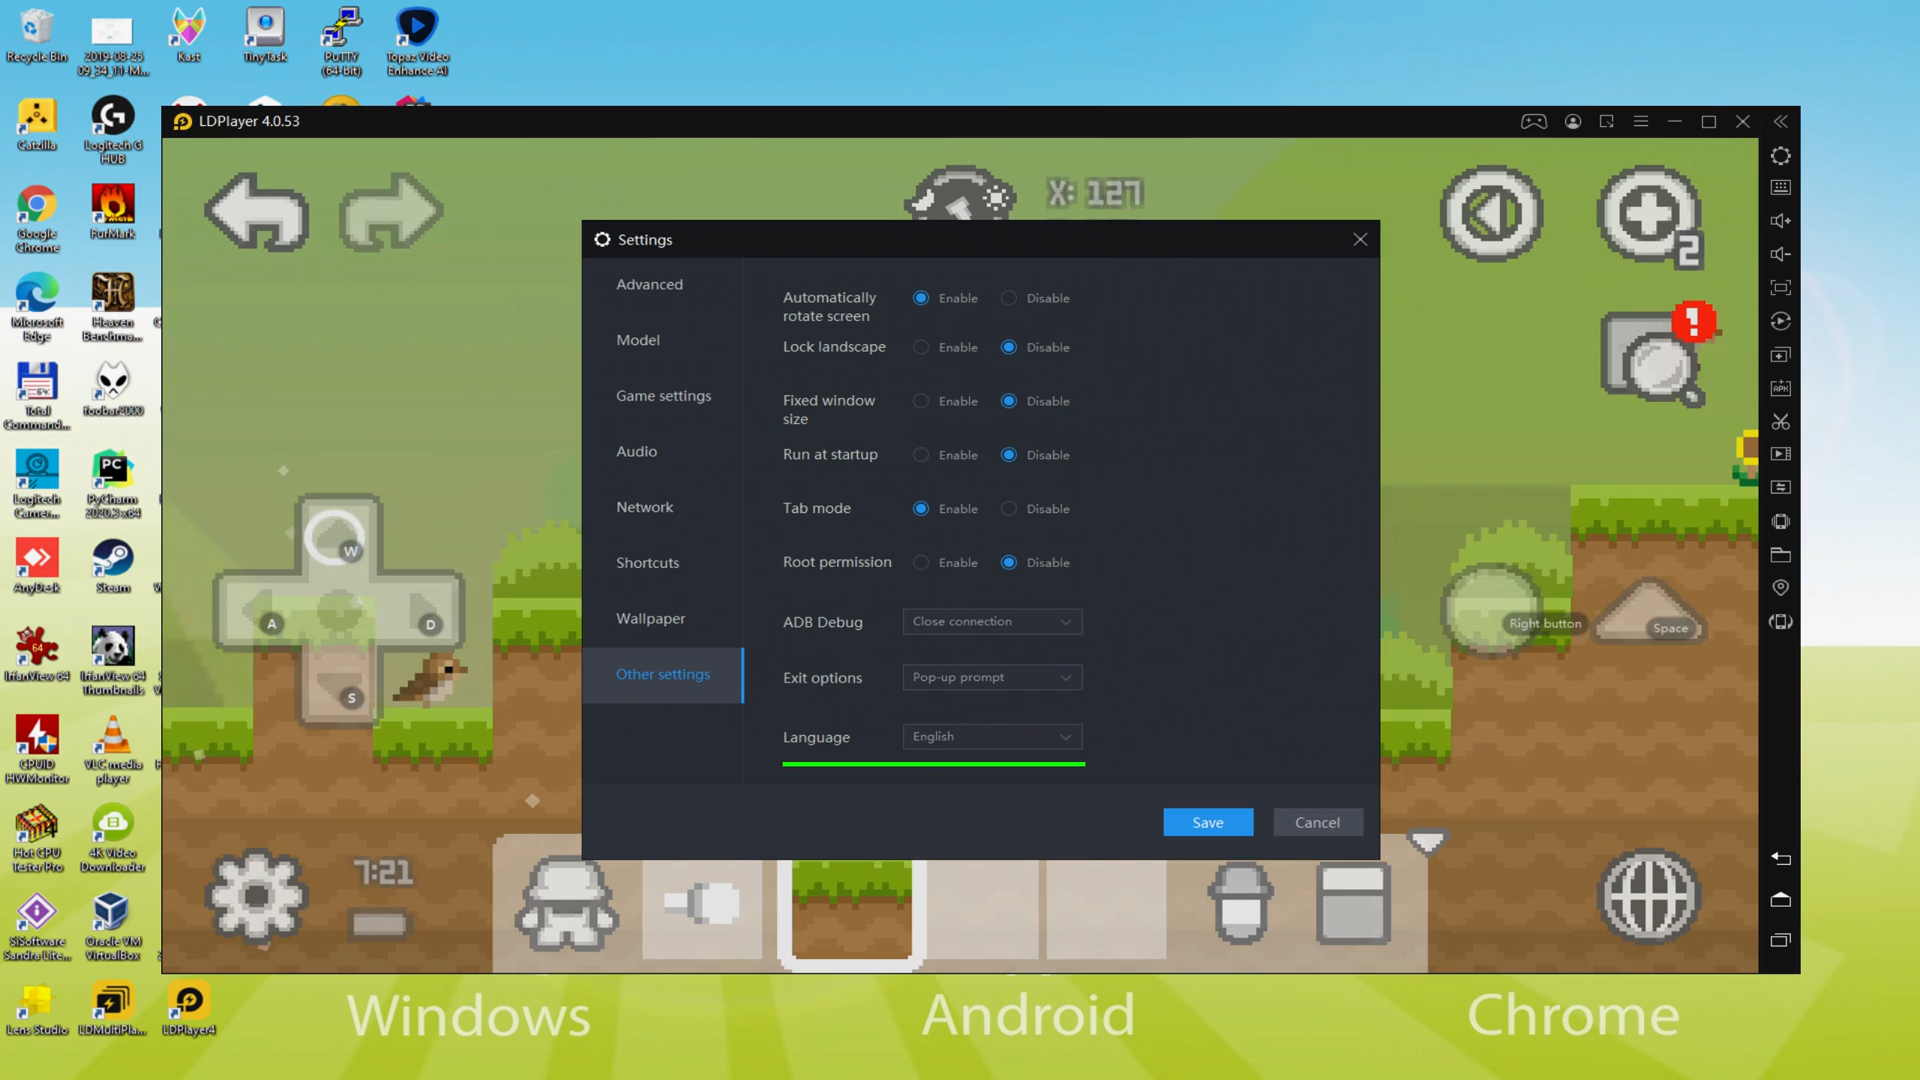 Recycle Bin
2019-08-25
09_34_11-M...
Kast
TinyTask
PuTTY
(64-bit)
Topaz Video
Enhance AI
Catzilla
Logitech G
HUB
Google
Chrome
FurMark
Microsoft
Edge
Heaven
Benchma...
Total
Command...
foobar2000
Logitech
Camer...
PyCharm
2020.3 x64
AnyDesk
Steam
IrfanView 64
IrfanView 64
Thumbnails
CPUID
HWMonitor
VLC media
player
Hot CPU
Tester Pro
4K Video
Downloader
SiSoftware
Sandra Lite...
Oracle VM
VirtualBox
Lens Studio
LDMultiPla...
LDPlayer4
LDPlayer 4.0.53
X: 127
2
!
W
A
D
S
Right button
Space
7:21
APK
Settings
Advanced
Model
Game settings
Audio
Network
Shortcuts
Wallpaper
Other settings
Automatically
rotate screen
Enable
Disable
Lock landscape
Enable
Disable
Fixed window
size
Enable
Disable
Run at startup
Enable
Disable
Tab mode
Enable
Disable
Root permission
Enable
Disable
ADB Debug
Close connection
Exit options
Pop-up prompt
Language
English
Save
Cancel
Windows
Android
Chrome